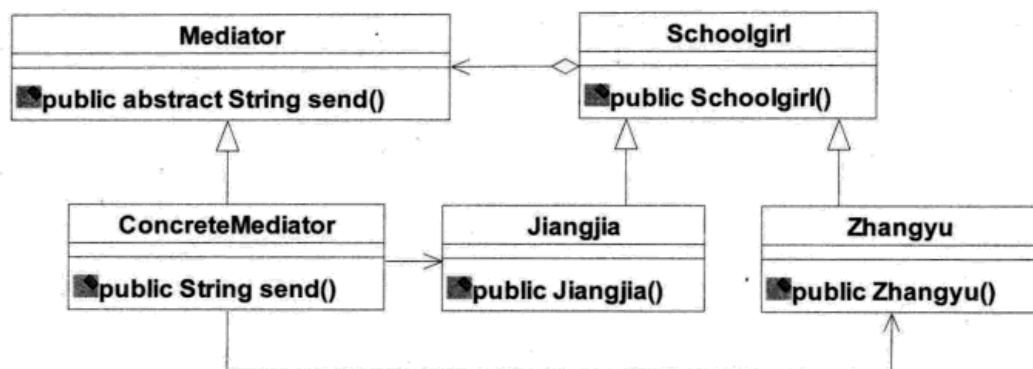 Mediator
public abstract String send()
Schoolgirl
public Schoolgirl()
ConcreteMediator
public String send()
Jiangjia
public Jiangjia()
Zhangyu
public Zhangyu()